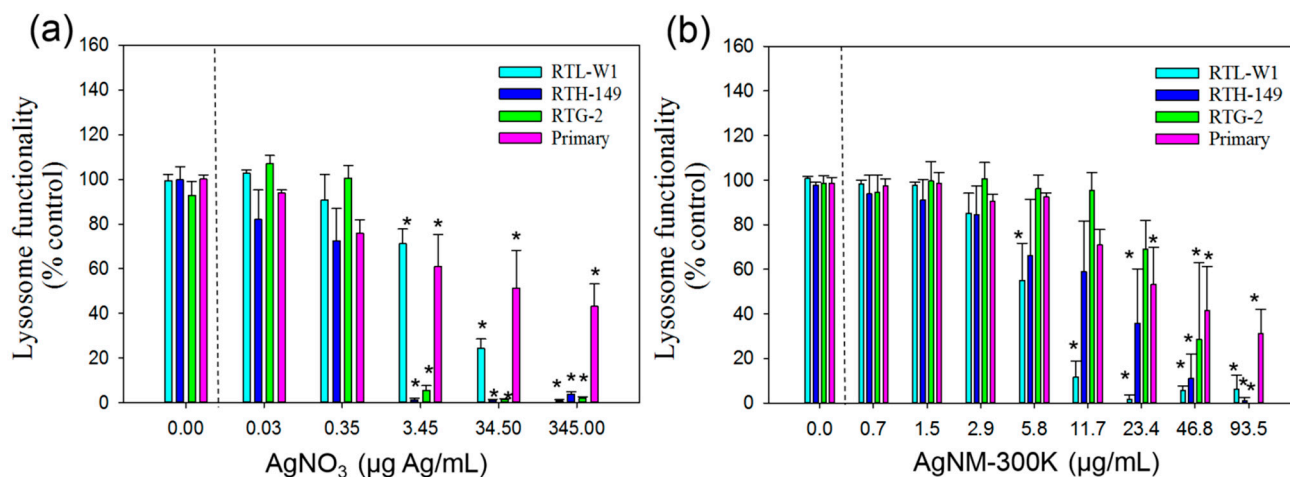 (a)
Lysosome functionality
(% control)
160
140
120
100
80
60
40
20
0
RTL-W1
RTH-149
RTG-2
Primary
* * * * * * * * * * * *
0.00 0.03 0.35 3.45 34.50 345.00
AgNO₃ (µg Ag/mL)
(b)
Lysosome functionality
(% control)
160
140
120
100
80
60
40
20
0
RTL-W1
RTH-149
RTG-2
Primary
* * * * * * * * * * * * *
0.0 0.7 1.5 2.9 5.8 11.7 23.4 46.8 93.5
AgNM-300K (µg/mL)